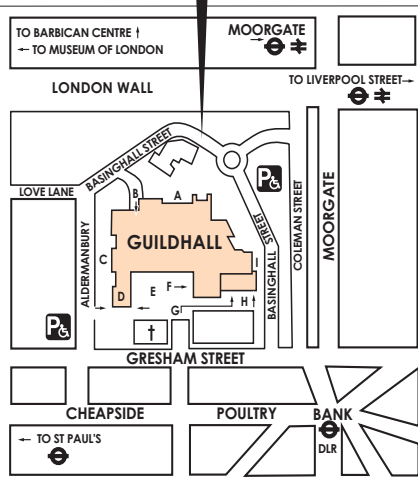 TO BARBICAN CENTRE ↑
← TO MUSEUM OF LONDON
MOORGATE
→
LONDON WALL
TO LIVERPOOL STREET→
BASINGHALL STREET
LOVE LANE
P
B
A
ALDERMANBURY
C
GUILDHALL
BASINGHALL STREET
COLEMAN STREET
MOORGATE
I
D
E
F →
H
G
P
GRESHAM STREET
CHEAPSIDE
POULTRY
BANK
← TO ST PAUL'S
DLR